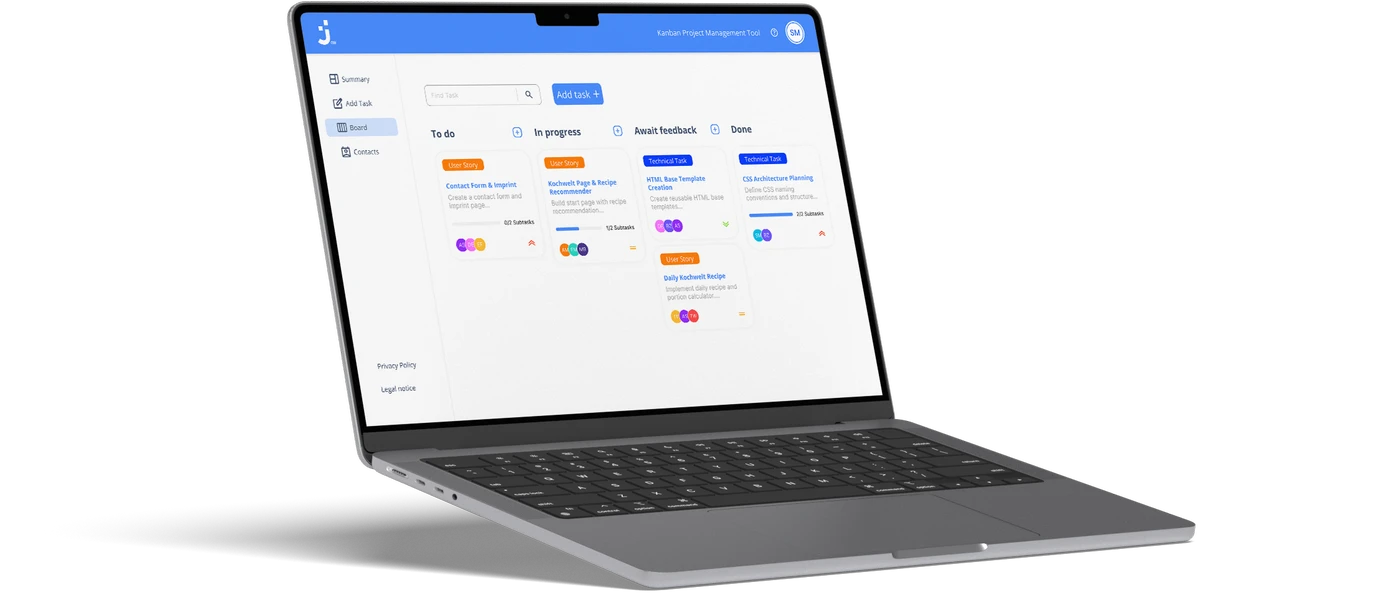 Kanban Project Management Tool
SM
Summary
Add Task
Board
Contacts
Find Task
Add task +
To do
In progress
Await feedback
Done
User Story
Contact Form & Imprint
Create a contact form and
imprint page...
0/2 Subtasks
User Story
Kochwelt Page & Recipe
Recommender
Build start page with recipe
recommendation...
1/2 Subtasks
Technical Task
HTML Base Template
Creation
Create reusable HTML base
templates...
User Story
Daily Kochwelt Recipe
Implement daily recipe and
portion calculator....
Technical Task
CSS Architecture Planning
Define CSS naming
conventions and structure...
2/2 Subtasks
Privacy Policy
Legal notice